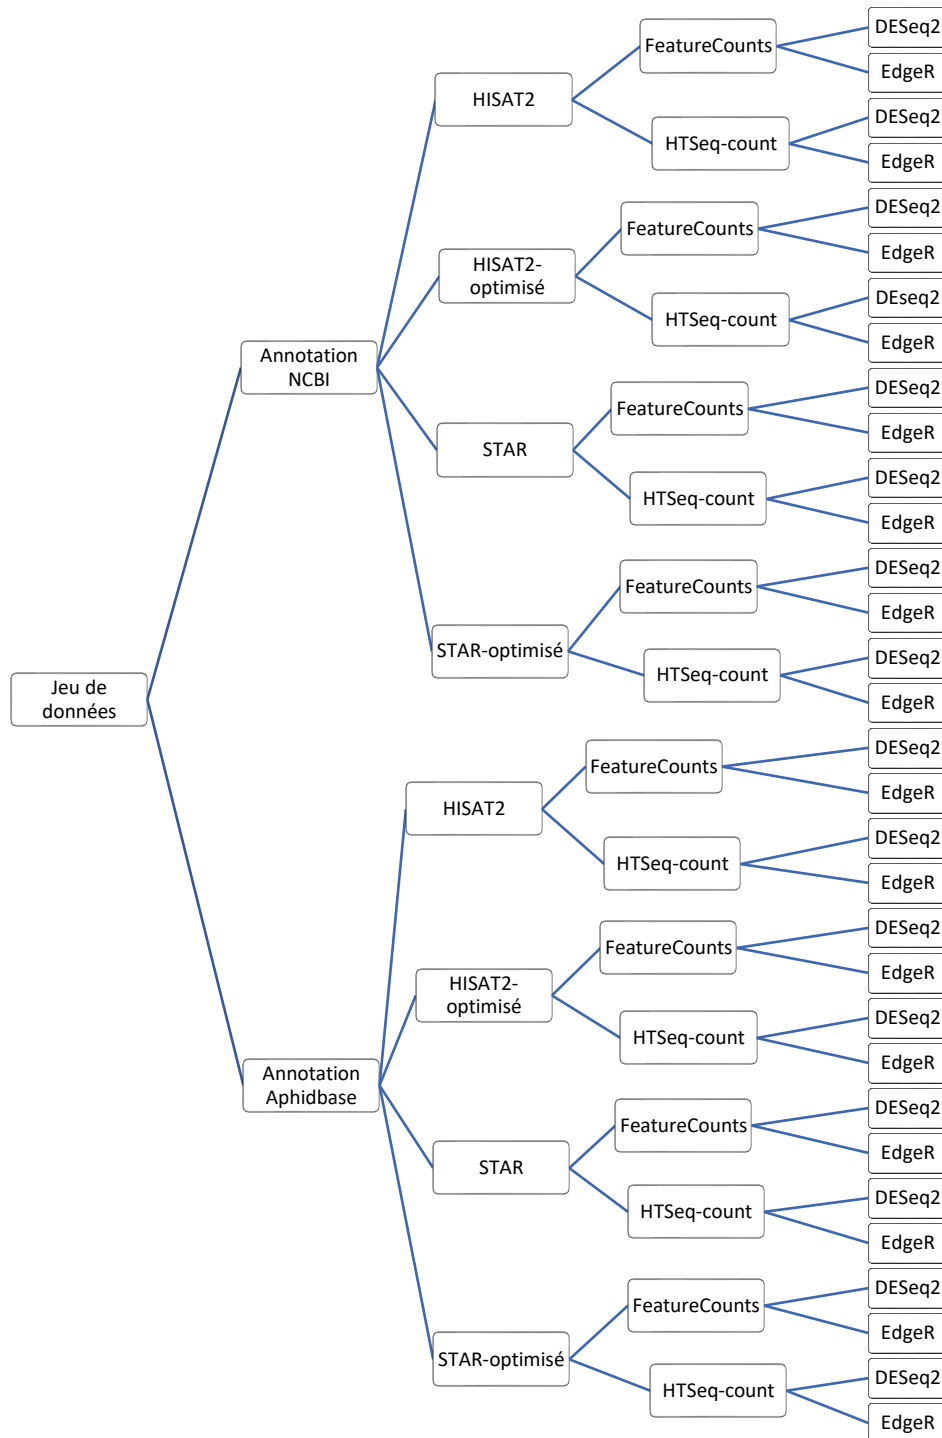 Jeu de
données
Annotation
NCBI
HISAT2
FeatureCounts
DESeq2
EdgeR
HTSeq-count
DESeq2
EdgeR
HISAT2-
optimisé
FeatureCounts
DESeq2
EdgeR
HTSeq-count
DEseq2
EdgeR
STAR
FeatureCounts
DESeq2
EdgeR
HTSeq-count
DESeq2
EdgeR
STAR-optimisé
FeatureCounts
DESeq2
EdgeR
HTSeq-count
DESeq2
EdgeR
Annotation
Aphidbase
HISAT2
FeatureCounts
DESeq2
EdgeR
HTSeq-count
DESeq2
EdgeR
HISAT2-
optimisé
FeatureCounts
DESeq2
EdgeR
HTSeq-count
DESeq2
EdgeR
STAR
FeatureCounts
DESeq2
EdgeR
HTSeq-count
DESeq2
EdgeR
STAR-optimisé
FeatureCounts
DESeq2
EdgeR
HTSeq-count
DESeq2
EdgeR